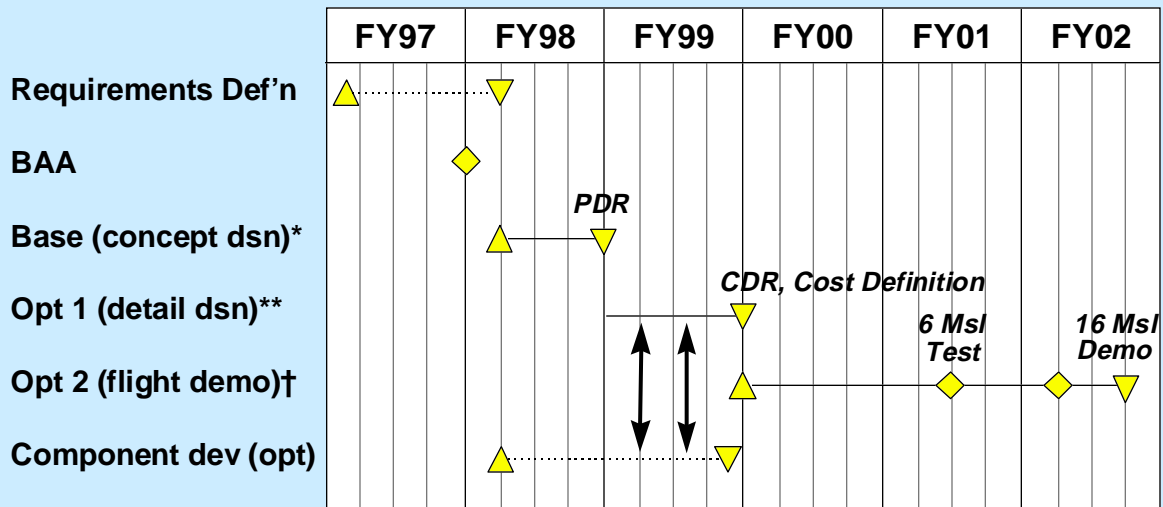 FY97 FY98 FY99 FY00 FY01 FY02
Requirements Def’n
BAA
PDR
Base (concept dsn)*
CDR, Cost Definition
Opt 1 (detail dsn)**
6 Msl
Test
16 Msl
Demo
Opt 2 (flight demo)†
Component dev (opt)